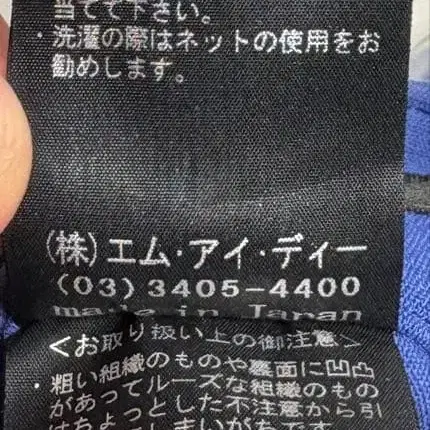 当てて下さい。
・洗濯の際はネットの使用をお
勧めします。
(株)エム・アイ・ディー
(03)3405-4400
made in Japan
<お取り扱い上の御注意>
・粗い組織のものや裏面に凹凸
があってルーズな組織のもの
はちょっとした不注意から引